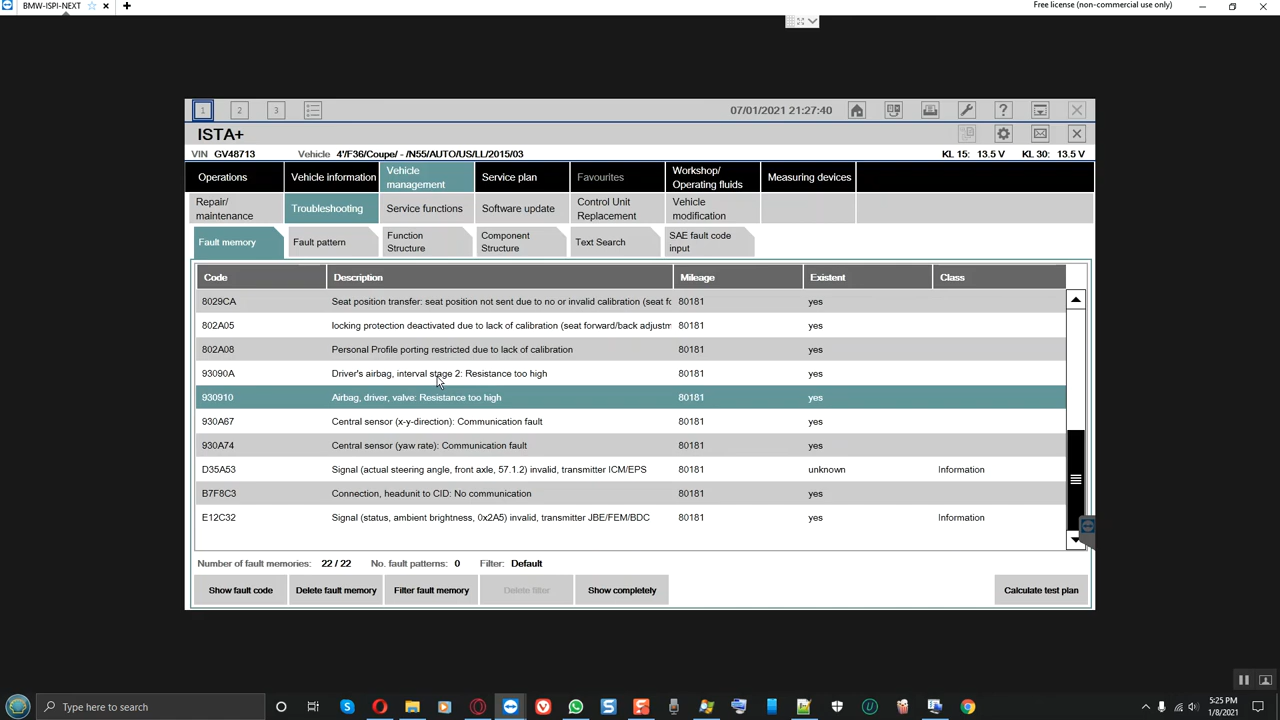 BMW-ISPI-NEXT
Free license (non-commercial use only)
1 2 3 07/01/2021 21:27:40
ISTA+
VIN GV48713 Vehicle 4'/F36/Coupe/ - /N55/AUTO/US/LL/2015/03 KL 15: 13.5 V KL 30: 13.5 V
Operations Vehicle information Vehicle management Service plan Favourites Workshop/ Operating fluids Measuring devices
Repair/ maintenance Troubleshooting Service functions Software update Control Unit Replacement Vehicle modification
Fault memory Fault pattern Function Structure Component Structure Text Search SAE fault code input
Code Description Mileage Existent Class
8029CA Seat position transfer: seat position not sent due to no or invalid calibration (seat fo 80181 yes
802A05 locking protection deactivated due to lack of calibration (seat forward/back adjustm 80181 yes
802A08 Personal Profile porting restricted due to lack of calibration 80181 yes
93090A Driver's airbag, interval stage 2: Resistance too high 80181 yes
930910 Airbag, driver, valve: Resistance too high 80181 yes
930A67 Central sensor (x-y-direction): Communication fault 80181 yes
930A74 Central sensor (yaw rate): Communication fault 80181 yes
D35A53 Signal (actual steering angle, front axle, 57.1.2) invalid, transmitter ICM/EPS 80181 unknown Information
B7F8C3 Connection, headunit to CID: No communication 80181 yes
E12C32 Signal (status, ambient brightness, 0x2A5) invalid, transmitter JBE/FEM/BDC 80181 yes Information
Number of fault memories: 22 / 22 No. fault patterns: 0 Filter: Default
Show fault code Delete fault memory Filter fault memory Delete filter Show completely Calculate test plan
Type here to search
5:25 PM
1/8/2021